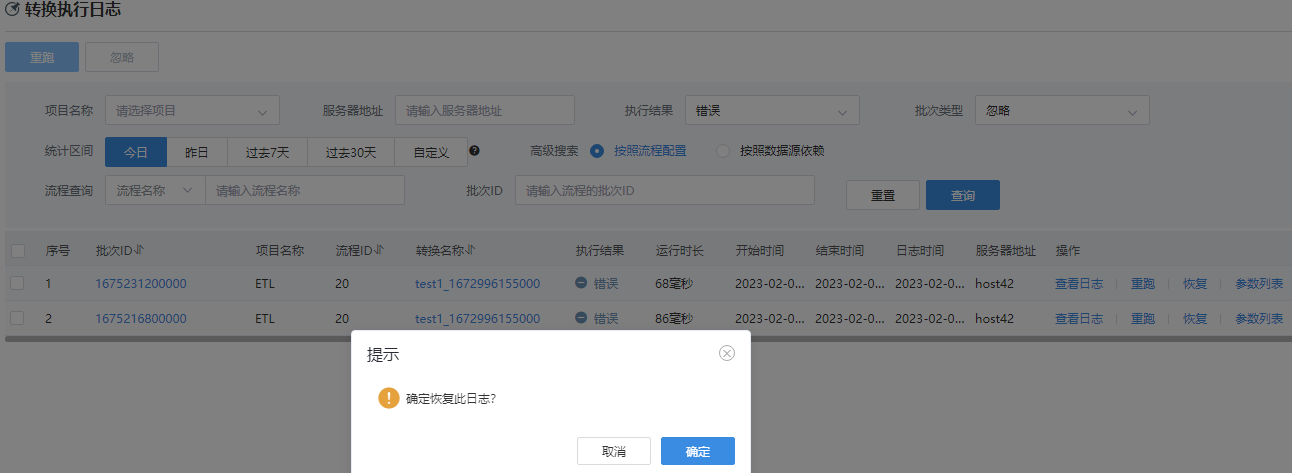 转换执行日志
重跑 忽略
项目名称 请选择项目 服务器地址 请输入服务器地址 执行结果 错误 批次类型 忽略
统计区间 今日 昨日 过去7天 过去30天 自定义 高级搜索 按照流程配置 按照数据源依赖
流程查询 流程名称 请输入流程名称 批次ID 请输入流程的批次ID 重置 查询
序号 批次ID 项目名称 流程ID 转换名称 执行结果 运行时长 开始时间 结束时间 日志时间 服务器地址 操作
1 1675231200000 ETL 20 test1_1672996155000 错误 68毫秒 2023-02-0... 2023-02-0... 2023-02-0... host42 查看日志 重跑 恢复 参数列表
2 1675216800000 ETL 20 test1_1672996155000 错误 86毫秒 2023-02-0... 2023-02-0... 2023-02-0... host42 查看日志 重跑 恢复 参数列表
提示
确定恢复此日志?
取消 确定